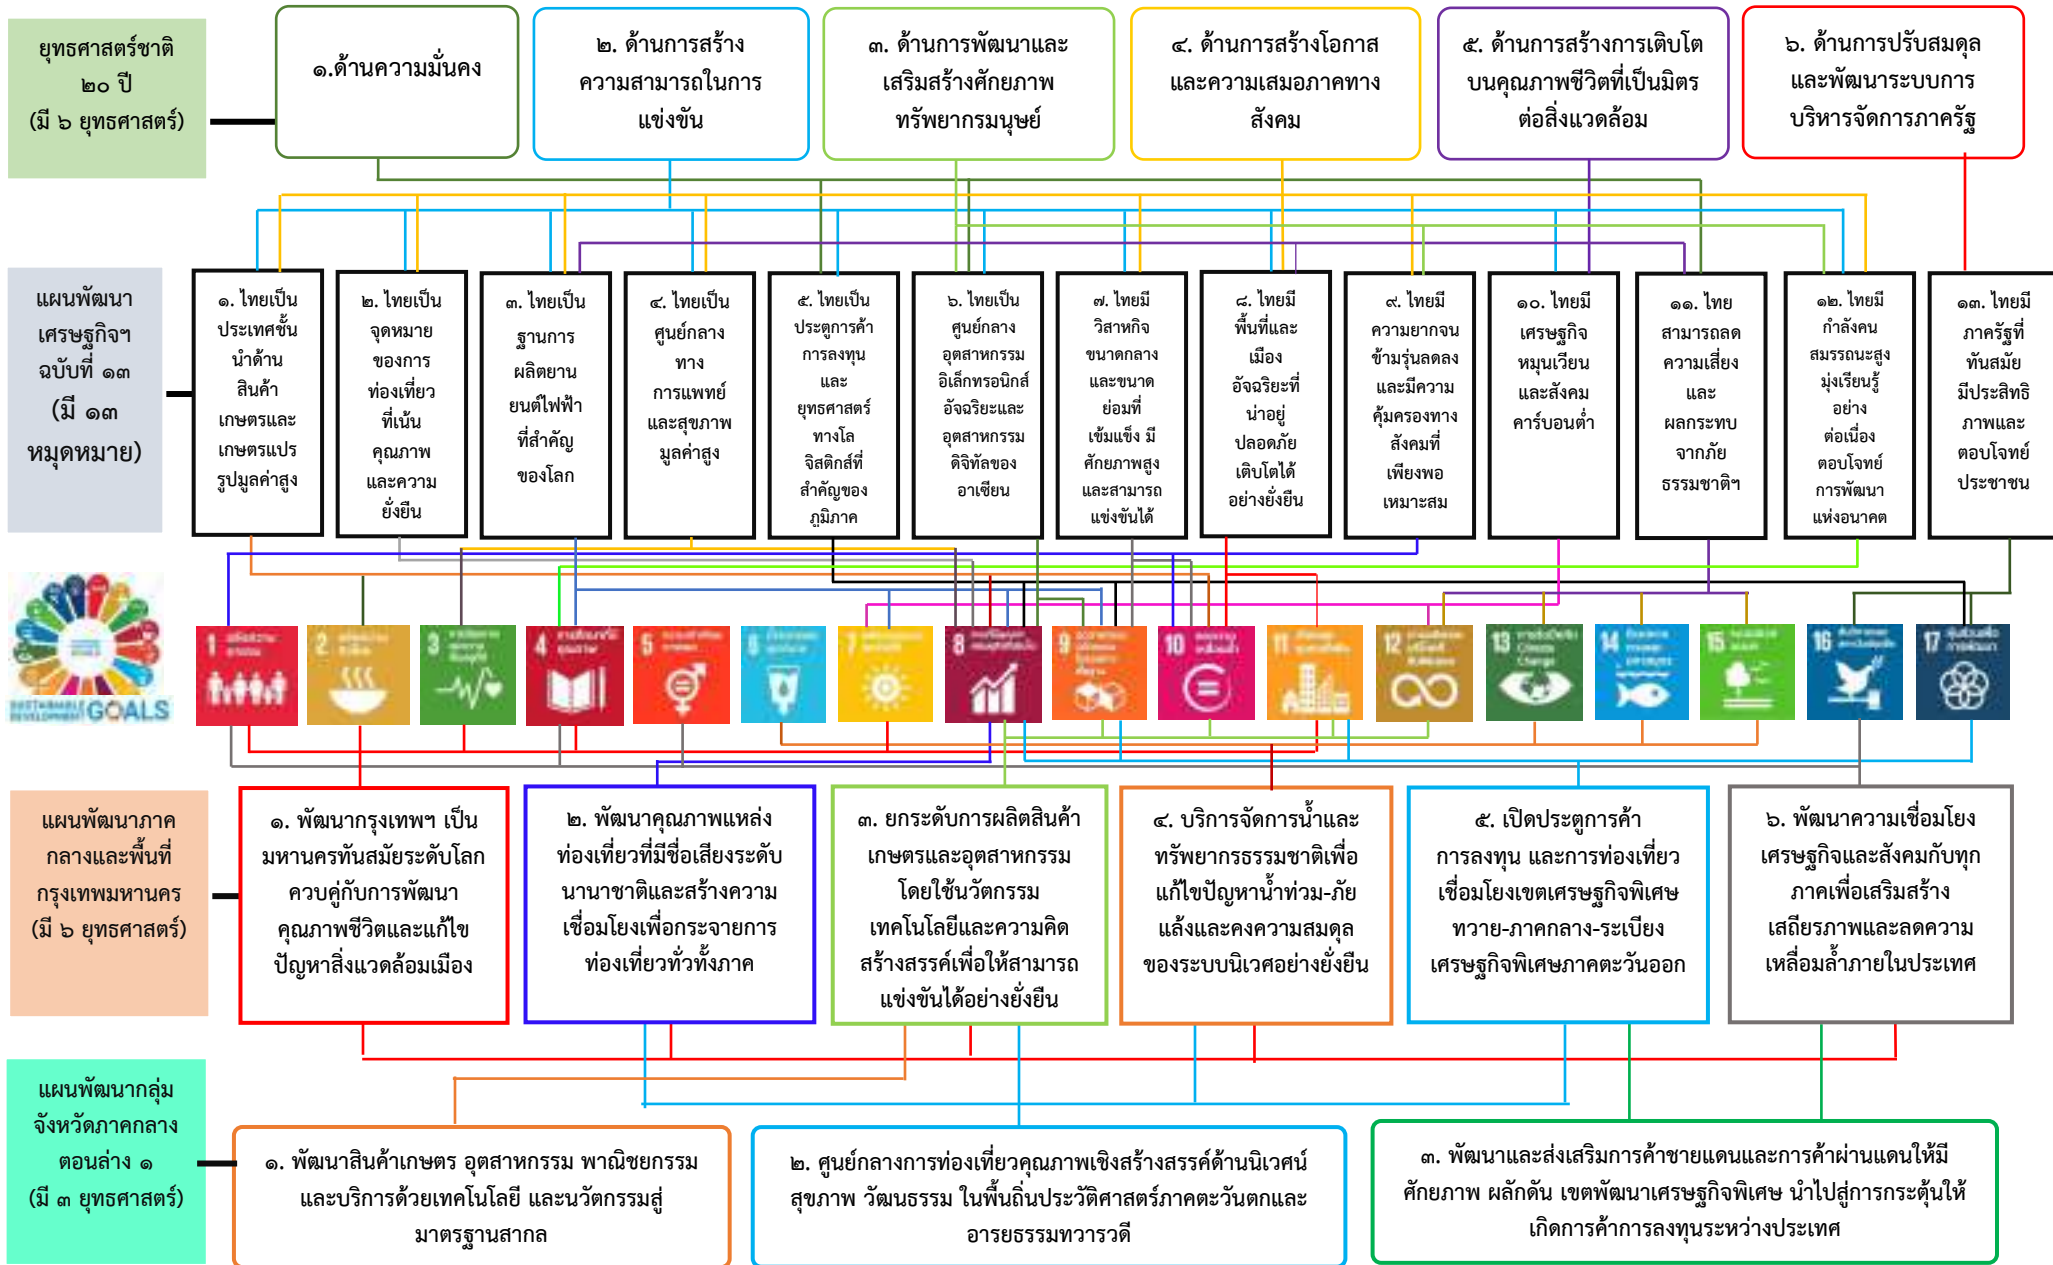 ยุทธศาสตร์ชาติ
๒๐ ปี
(มี ๖ ยุทธศาสตร์)
๑.ด้านความมั่นคง
๒. ด้านการสร้าง
ความสามารถในการ
แข่งขัน
๓. ด้านการพัฒนาและ
เสริมสร้างศักยภาพ
ทรัพยากรมนุษย์
๔. ด้านการสร้างโอกาส
และความเสมอภาคทาง
สังคม
๕. ด้านการสร้างการเติบโต
บนคุณภาพชีวิตที่เป็นมิตร
ต่อสิ่งแวดล้อม
๖. ด้านการปรับสมดุล
และพัฒนาระบบการ
บริหารจัดการภาครัฐ
แผนพัฒนา
เศรษฐกิจฯ
ฉบับที่ ๑๓
(มี ๑๓
หมุดหมาย)
๑. ไทยเป็น
ประเทศชั้น
นำด้าน
สินค้า
เกษตรและ
เกษตรแปร
รูปมูลค่าสูง
๒. ไทยเป็น
จุดหมาย
ของการ
ท่องเที่ยว
ที่เน้น
คุณภาพ
และความ
ยั่งยืน
๓. ไทยเป็น
ฐานการ
ผลิตยาน
ยนต์ไฟฟ้า
ที่สำคัญ
ของโลก
๔. ไทยเป็น
ศูนย์กลาง
ทาง
การแพทย์
และสุขภาพ
มูลค่าสูง
๕. ไทยเป็น
ประตูการค้า
การลงทุน
และ
ยุทธศาสตร์
ทางโล
จิสติกส์ที่
สำคัญของ
ภูมิภาค
๖. ไทยเป็น
ศูนย์กลาง
อุตสาหกรรม
อิเล็กทรอนิกส์
อัจฉริยะและ
อุตสาหกรรม
ดิจิทัลของ
อาเซียน
๗. ไทยมี
วิสาหกิจ
ขนาดกลาง
และขนาด
ย่อมที่
เข้มแข็ง มี
ศักยภาพสูง
และสามารถ
แข่งขันได้
๘. ไทยมี
พื้นที่และ
เมือง
อัจฉริยะที่
น่าอยู่
ปลอดภัย
เติบโตได้
อย่างยั่งยืน
๙. ไทยมี
ความยากจน
ข้ามรุ่นลดลง
และมีความ
คุ้มครองทาง
สังคมที่
เพียงพอ
เหมาะสม
๑๐. ไทยมี
เศรษฐกิจ
หมุนเวียน
และสังคม
คาร์บอนต่ำ
๑๑. ไทย
สามารถลด
ความเสี่ยง
และ
ผลกระทบ
จากภัย
ธรรมชาติฯ
๑๒. ไทยมี
กำลังคน
สมรรถนะสูง
มุ่งเรียนรู้
อย่าง
ต่อเนื่อง
ตอบโจทย์
การพัฒนา
แห่งอนาคต
๑๓. ไทยมี
ภาครัฐที่
ทันสมัย
มีประสิทธิ
ภาพและ
ตอบโจทย์
ประชาชน
SUSTAINABLE
DEVELOPMENT GOALS
1
2
3
4
5
6
7
8
9
10
11
12
13
Climate
Change
14
15
16
17
แผนพัฒนาภาค
กลางและพื้นที่
กรุงเทพมหานคร
(มี ๖ ยุทธศาสตร์)
๑. พัฒนากรุงเทพฯ เป็น
มหานครทันสมัยระดับโลก
ควบคู่กับการพัฒนา
คุณภาพชีวิตและแก้ไข
ปัญหาสิ่งแวดล้อมเมือง
๒. พัฒนาคุณภาพแหล่ง
ท่องเที่ยวที่มีชื่อเสียงระดับ
นานาชาติและสร้างความ
เชื่อมโยงเพื่อกระจายการ
ท่องเที่ยวทั่วทั้งภาค
๓. ยกระดับการผลิตสินค้า
เกษตรและอุตสาหกรรม
โดยใช้นวัตกรรม
เทคโนโลยีและความคิด
สร้างสรรค์เพื่อให้สามารถ
แข่งขันได้อย่างยั่งยืน
๔. บริการจัดการน้ำและ
ทรัพยากรธรรมชาติเพื่อ
แก้ไขปัญหาน้ำท่วม-ภัย
แล้งและคงความสมดุล
ของระบบนิเวศอย่างยั่งยืน
๕. เปิดประตูการค้า
การลงทุน และการท่องเที่ยว
เชื่อมโยงเขตเศรษฐกิจพิเศษ
ทวาย-ภาคกลาง-ระเบียง
เศรษฐกิจพิเศษภาคตะวันออก
๖. พัฒนาความเชื่อมโยง
เศรษฐกิจและสังคมกับทุก
ภาคเพื่อเสริมสร้าง
เสถียรภาพและลดความ
เหลื่อมล้ำภายในประเทศ
แผนพัฒนากลุ่ม
จังหวัดภาคกลาง
ตอนล่าง ๑
(มี ๓ ยุทธศาสตร์)
๑. พัฒนาสินค้าเกษตร อุตสาหกรรม พาณิชยกรรม
และบริการด้วยเทคโนโลยี และนวัตกรรมสู่
มาตรฐานสากล
๒. ศูนย์กลางการท่องเที่ยวคุณภาพเชิงสร้างสรรค์ด้านนิเวศน์
สุขภาพ วัฒนธรรม ในพื้นถิ่นประวัติศาสตร์ภาคตะวันตกและ
อารยธรรมทวารวดี
๓. พัฒนาและส่งเสริมการค้าชายแดนและการค้าผ่านแดนให้มี
ศักยภาพ ผลักดัน เขตพัฒนาเศรษฐกิจพิเศษ นำไปสู่การกระตุ้นให้
เกิดการค้าการลงทุนระหว่างประเทศ